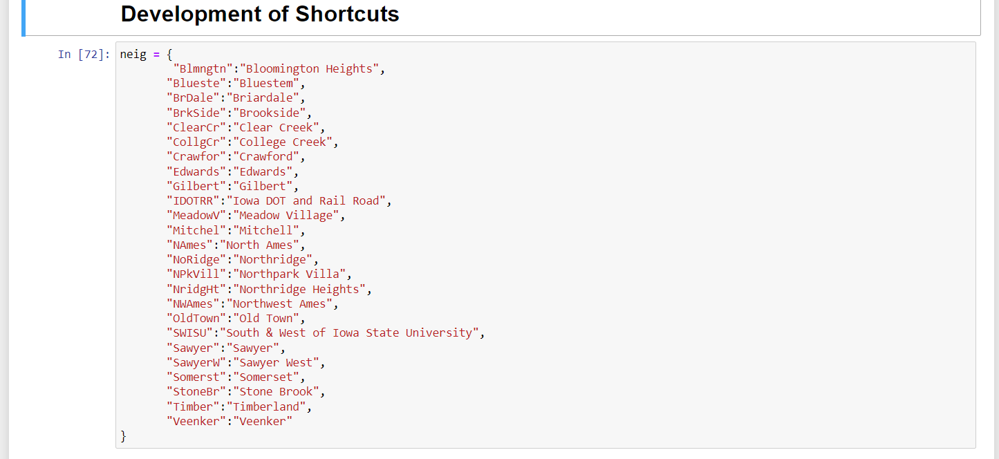 Development of Shortcuts
In [72]: neig = {
"Blmngtn":"Bloomington Heights",
"Blueste":"Bluestem",
"BrDale":"Briardale",
"BrkSide":"Brookside",
"ClearCr":"Clear Creek",
"CollgCr":"College Creek",
"Crawfor":"Crawford",
"Edwards":"Edwards",
"Gilbert":"Gilbert",
"IDOTRR":"Iowa DOT and Rail Road",
"MeadowV":"Meadow Village",
"Mitchel":"Mitchell",
"NAmes":"North Ames",
"NoRidge":"Northridge",
"NPkVill":"Northpark Villa",
"NridgHt":"Northridge Heights",
"NWAmes":"Northwest Ames",
"OldTown":"Old Town",
"SWISU":"South & West of Iowa State University",
"Sawyer":"Sawyer",
"SawyerW":"Sawyer West",
"Somerst":"Somerset",
"StoneBr":"Stone Brook",
"Timber":"Timberland",
"Veenker":"Veenker"
}